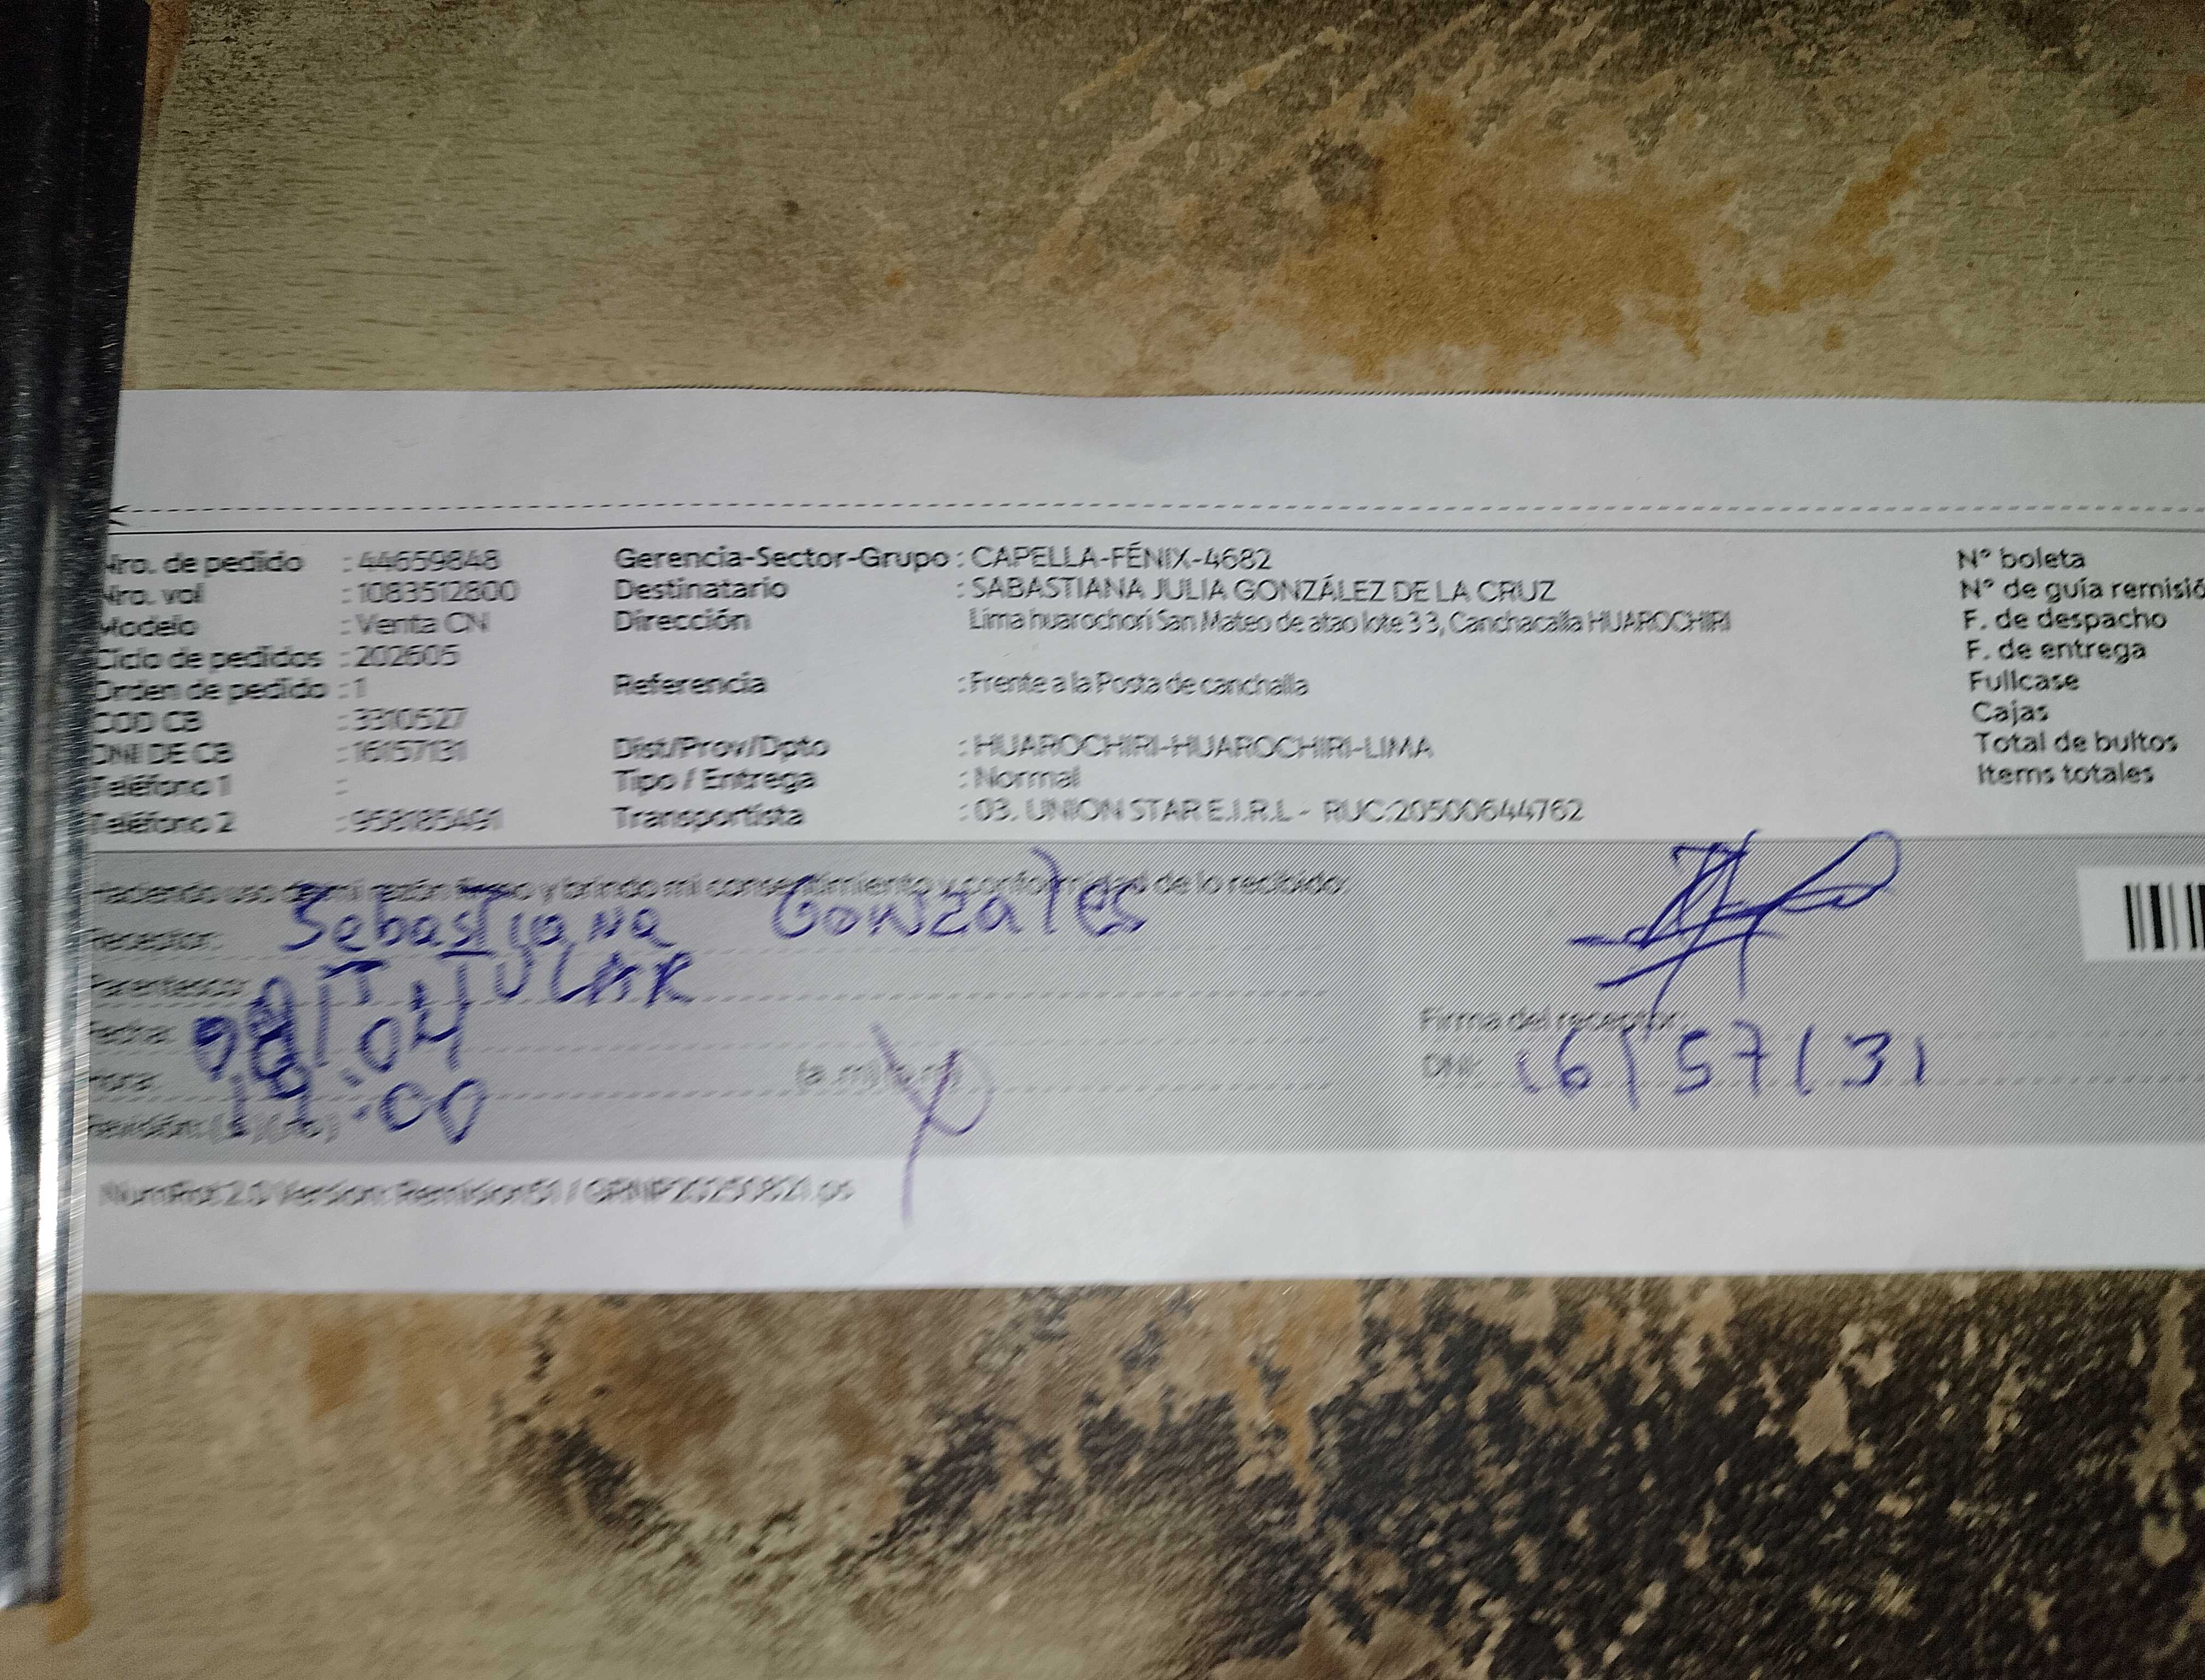 Nro. de pedido : 44659848 Gerencia-Sector-Grupo : CAPELLA-FÉNIX-4682 N° boleta
Nro. vol : 1083512800 Destinatario : SABASTIANA JULIA GONZÁLEZ DE LA CRUZ N° de guía remisió
Modelo : Venta CN Dirección Lima huarochori San Mateo de atao lote 3 3, Canchacalla HUAROCHIRI F. de despacho
Ciclo de pedidos : 202605 F. de entrega
Orden de pedido : 1 Referencia : Frente a la Posta de canchalla Fullcase
COD CB : 3310527 Cajas
DNI DE CB : 16157131 Dist/Prov/Dpto : HUAROCHIRI-HUAROCHIRI-LIMA Total de bultos
Teléfono 1 : Tipo / Entrega : Normal Items totales
Teléfono 2 : 958185491 Transportista : 03. UNION STAR E.I.R.L - RUC:20500644762
Haciendo uso de mi razón firmo y brindo mi consentimiento y conformidad de lo recibido:
Receptor: Sebastiana Gonzales
Parentesco: TITULAR
Fecha: 04 Firma del receptor:
Hora: :00 (a.m) (p.m) DNI: 16157131
Revisión: (si) (no)
NumRot 2.0 Version: